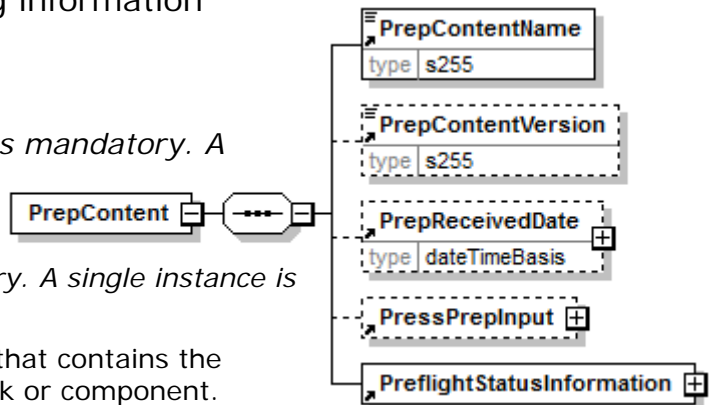 g information
s mandatory. A
ry. A single instance is
that contains the
k or component.
PrepContent
PrepContentName
type s255
PrepContentVersion
type s255
PrepReceivedDate
type dateTimeBasis
PressPrepInput
PreflightStatusInformation